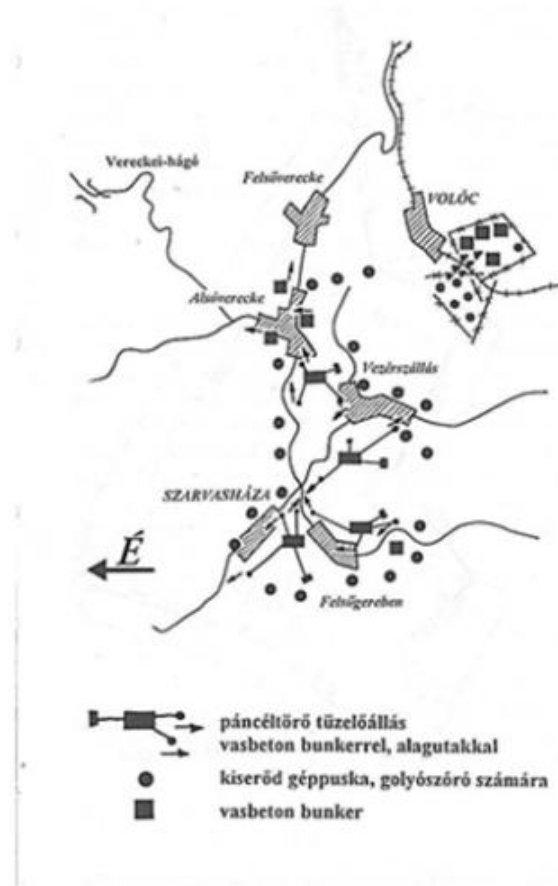 Vereckei-hágó
Felsőverecke
VOLÓC
Alsóverecke
Vezérszállás
SZARVASHÁZA
É
Felsőgereben
páncéltörő tüzelőállás
vasbeton bunkerrel, alagutakkal
kiserőd géppuska, golyószóró számára
vasbeton bunker